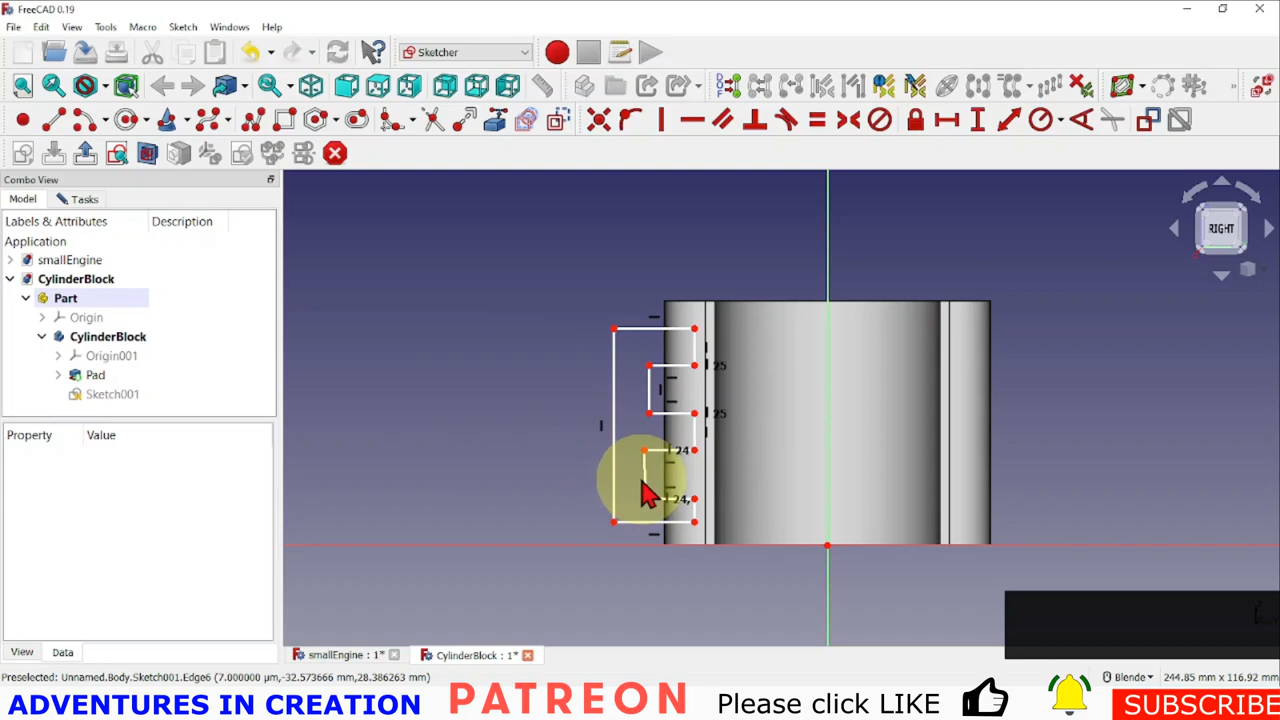 FreeCAD 0.19
File Edit View Tools Macro Sketch Windows Help
Sketcher
Combo View
Model Tasks
Labels & Attributes Description
Application
smallEngine
CylinderBlock
Part
Origin
CylinderBlock
Origin001
Pad
Sketch001
Property Value
View Data
RIGHT
25
25
24
24,
smallEngine : 1*
CylinderBlock : 1*
Preselected: Unnamed.Body.Sketch001.Edge6 (7.000000 µm,-32.573666 mm,28.386263 mm)
Blende
244.85 mm x 116.92 mm
ADVENTURES IN CREATION PATREON Please click LIKE SUBSCRIBE